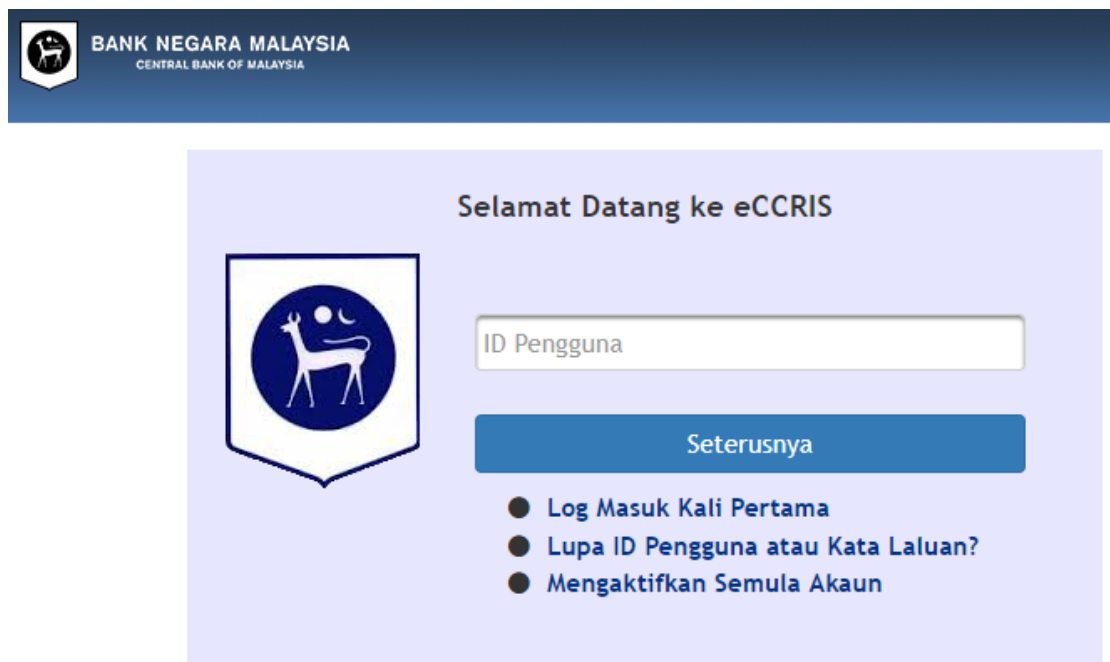 BANK NEGARA MALAYSIA
CENTRAL BANK OF MALAYSIA
Selamat Datang ke eCCRIS
ID Pengguna
Seterusnya
Log Masuk Kali Pertama
Lupa ID Pengguna atau Kata Laluan?
Mengaktifkan Semula Akaun